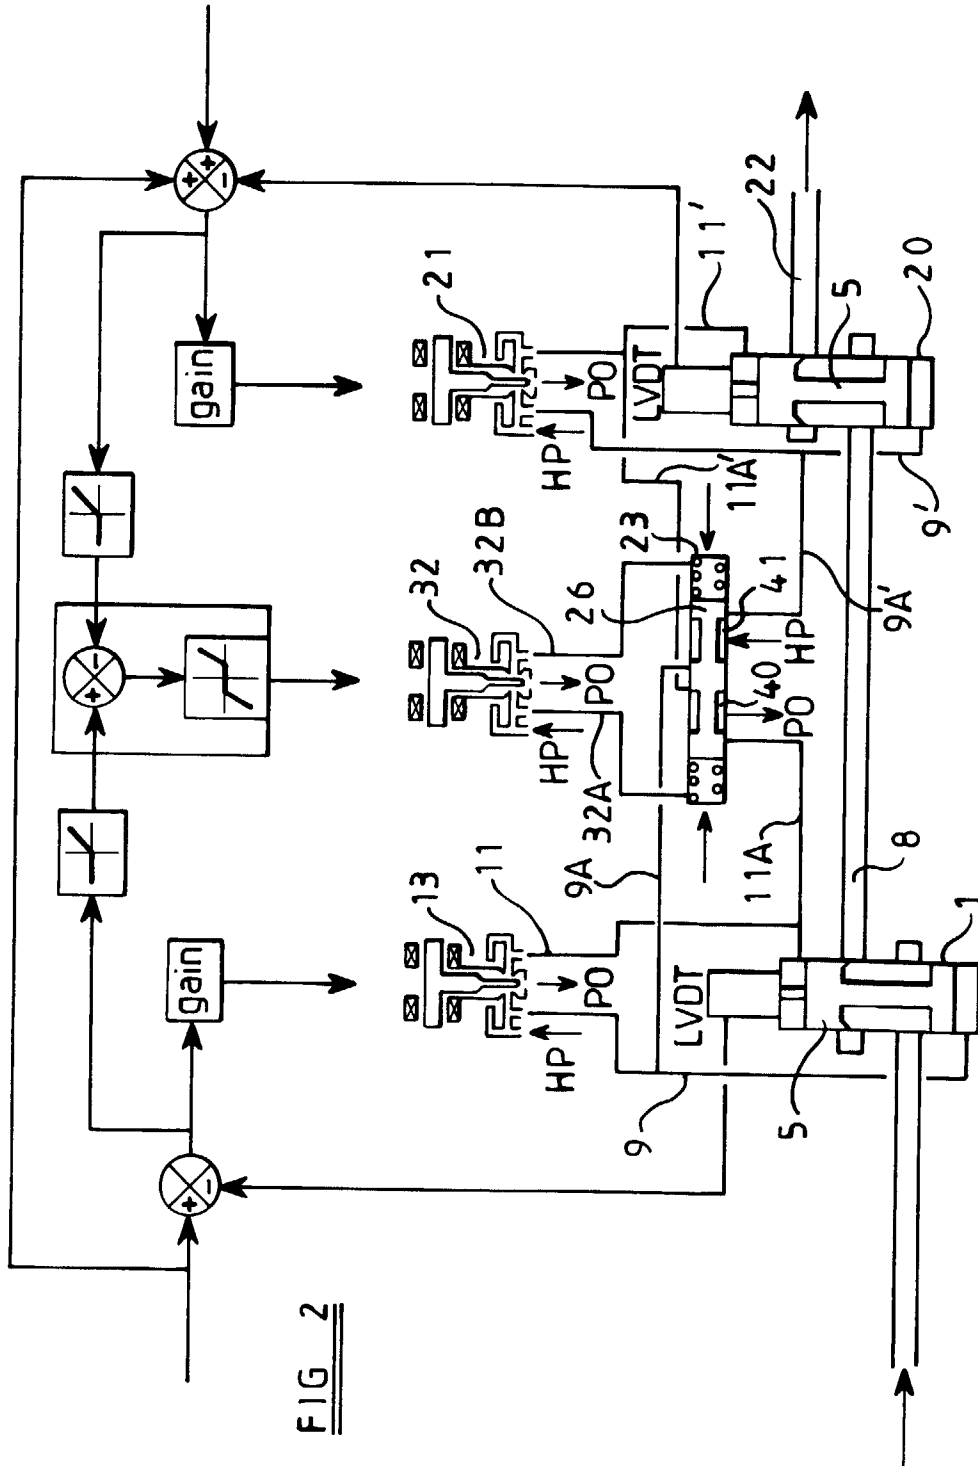 FIG 2
gain
gain
13
11
HP
PO
32
32B
HP
PO
32A
21
HP
PO
LVDT
11'
22
5
20
9'
9A'
11A'
23
26
41
HP
40
PO
9A
11A
8
LVDT
9
5
1